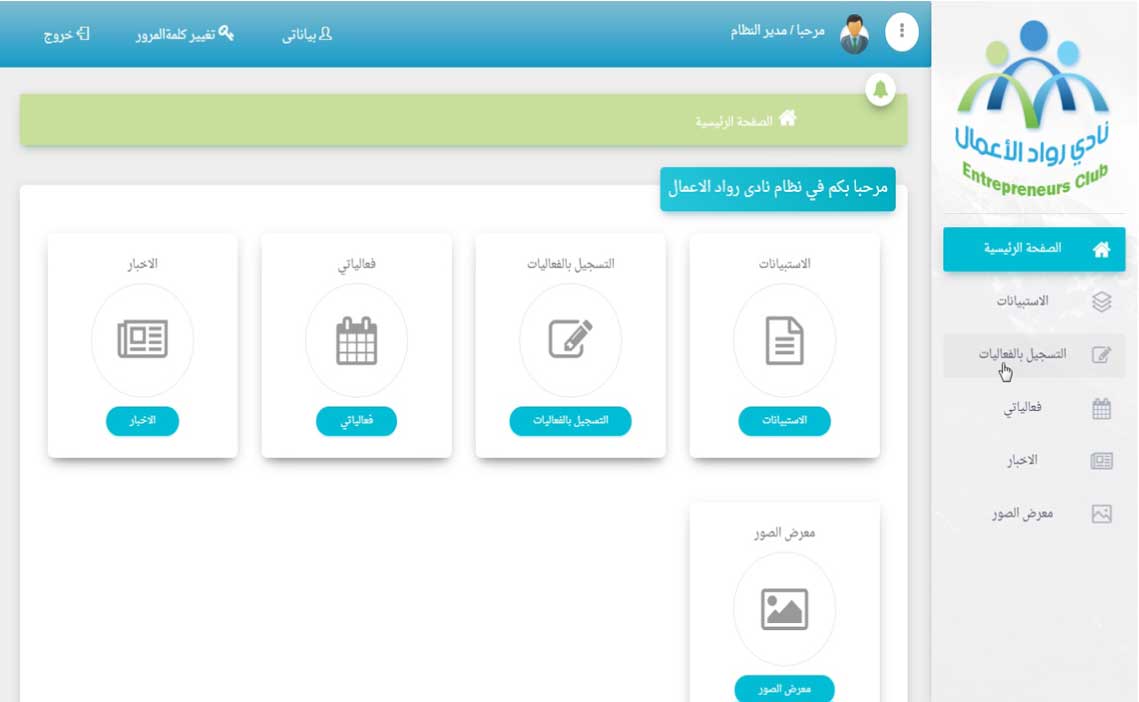 نادي رواد الأعمال
Entrepreneurs Club
الصفحة الرئيسية
الاستبيانات
التسجيل بالفعاليات
فعالياتي
الاخبار
معرض الصور
مرحبا / مدير النظام
بياناتى
تغيير كلمةالمرور
خروج
الصفحة الرئيسية
مرحبا بكم في نظام نادى رواد الاعمال
الاستبيانات
الاستبيانات
التسجيل بالفعاليات
التسجيل بالفعاليات
فعالياتي
فعالياتي
الاخبار
الاخبار
معرض الصور
معرض الصور